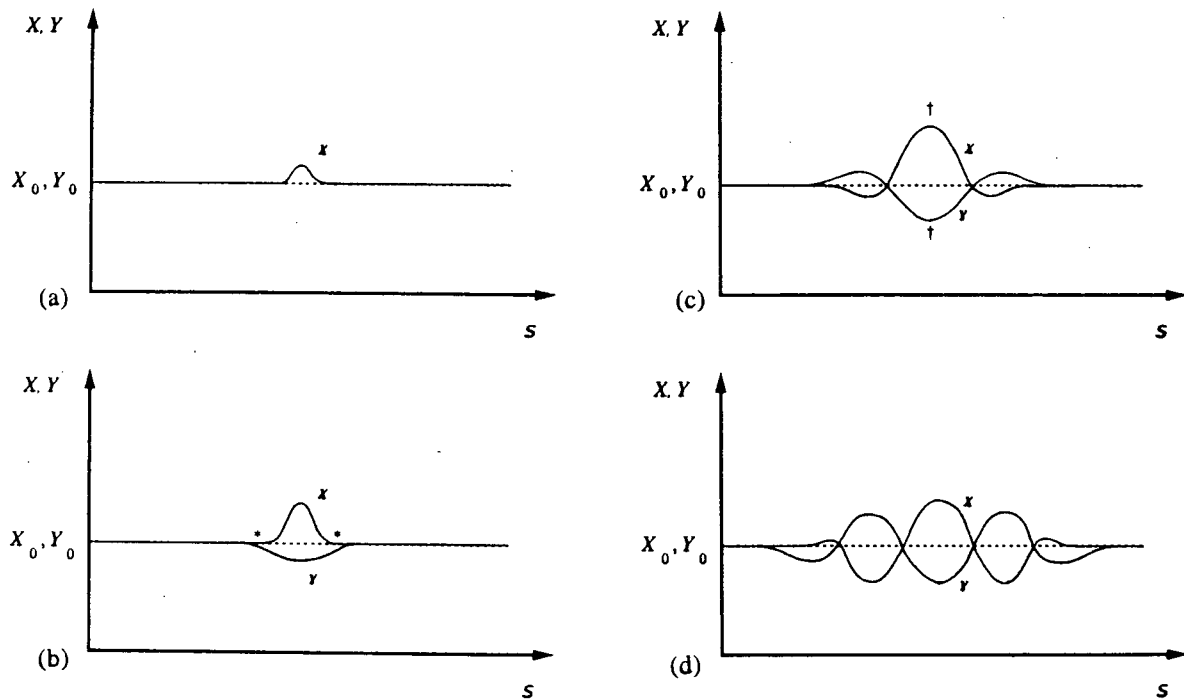 X, Y
X
X₀, Y₀
(a)
S
X, Y
X
* *
X₀, Y₀
Y
(b)
S
X, Y
†
X
X₀, Y₀
Y
†
(c)
S
X, Y
X
X₀, Y₀
Y
(d)
S